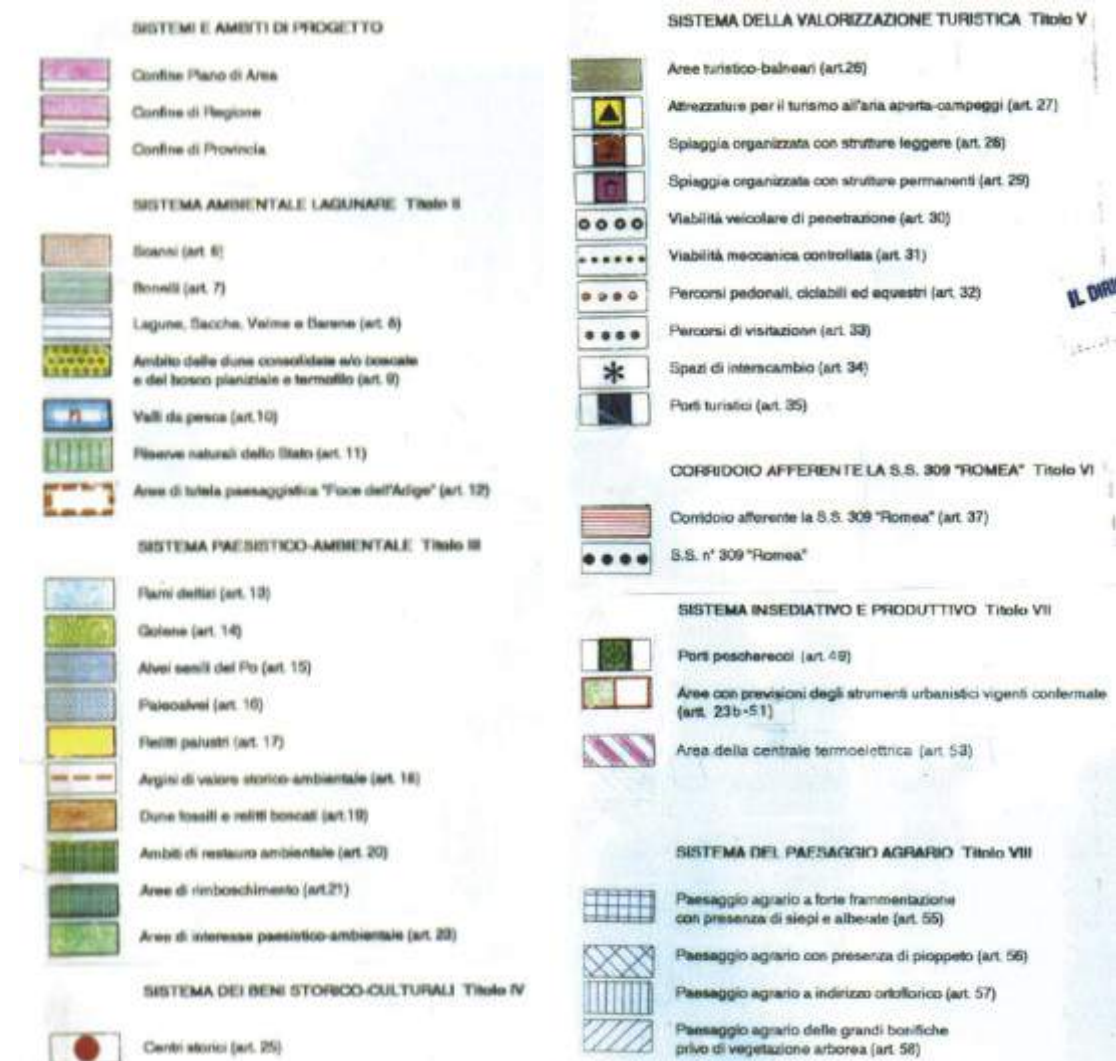 SISTEMI E AMBITI DI PROGETTO
Confine Piano di Area
Confine di Regione
Confine di Provincia
SISTEMA AMBIENTALE LAGUNARE Titolo II
Scanni (art. 6)
Bonelli (art. 7)
Lagune, Sacche, Velme e Barene (art. 8)
Ambito delle dune consolidate e/o boscate
e del bosco planiziale e termofilo (art. 9)
Valli da pesca (art.10)
Riserve naturali dello Stato (art. 11)
Aree di tutela paesaggistica "Foce dell'Adige" (art. 12)
SISTEMA PAESISTICO-AMBIENTALE Titolo III
Rami deltizi (art. 13)
Golene (art. 14)
Alvei senili del Po (art. 15)
Paleoalvei (art. 16)
Relitti palustri (art. 17)
Argini di valore storico-ambientale (art. 18)
Dune fossili e relitti boscati (art.19)
Ambiti di restauro ambientale (art. 20)
Aree di rimboschimento (art.21)
Aree di interesse paesistico-ambientale (art. 23)
SISTEMA DEI BENI STORICO-CULTURALI Titolo IV
Centri storici (art. 25)
SISTEMA DELLA VALORIZZAZIONE TURISTICA Titolo V
Aree turistico-balneari (art.26)
Attrezzature per il turismo all'aria aperta-campeggi (art. 27)
Spiaggia organizzata con strutture leggere (art. 28)
Spiaggia organizzata con strutture permanenti (art. 29)
Viabilità veicolare di penetrazione (art. 30)
Viabilità meccanica controllata (art. 31)
Percorsi pedonali, ciclabili ed equestri (art. 32)
Percorsi di visitazione (art. 33)
Spazi di interscambio (art. 34)
Porti turistici (art. 35)
IL DIRI
CORRIDOIO AFFERENTE LA S.S. 309 "ROMEA" Titolo VI
Corridoio afferente la S.S. 309 "Romea" (art. 37)
S.S. n° 309 "Romea"
SISTEMA INSEDIATIVO E PRODUTTIVO Titolo VII
Porti pescherecci (art. 49)
Aree con previsioni degli strumenti urbanistici vigenti confermate
(artt. 23b-51)
Area della centrale termoelettrica (art. 53)
SISTEMA DEL PAESAGGIO AGRARIO Titolo VIII
Paesaggio agrario a forte frammentazione
con presenza di siepi e alberate (art. 55)
Paesaggio agrario con presenza di pioppeto (art. 56)
Paesaggio agrario a indirizzo ortoflorico (art. 57)
Paesaggio agrario delle grandi bonifiche
privo di vegetazione arborea (art. 58)